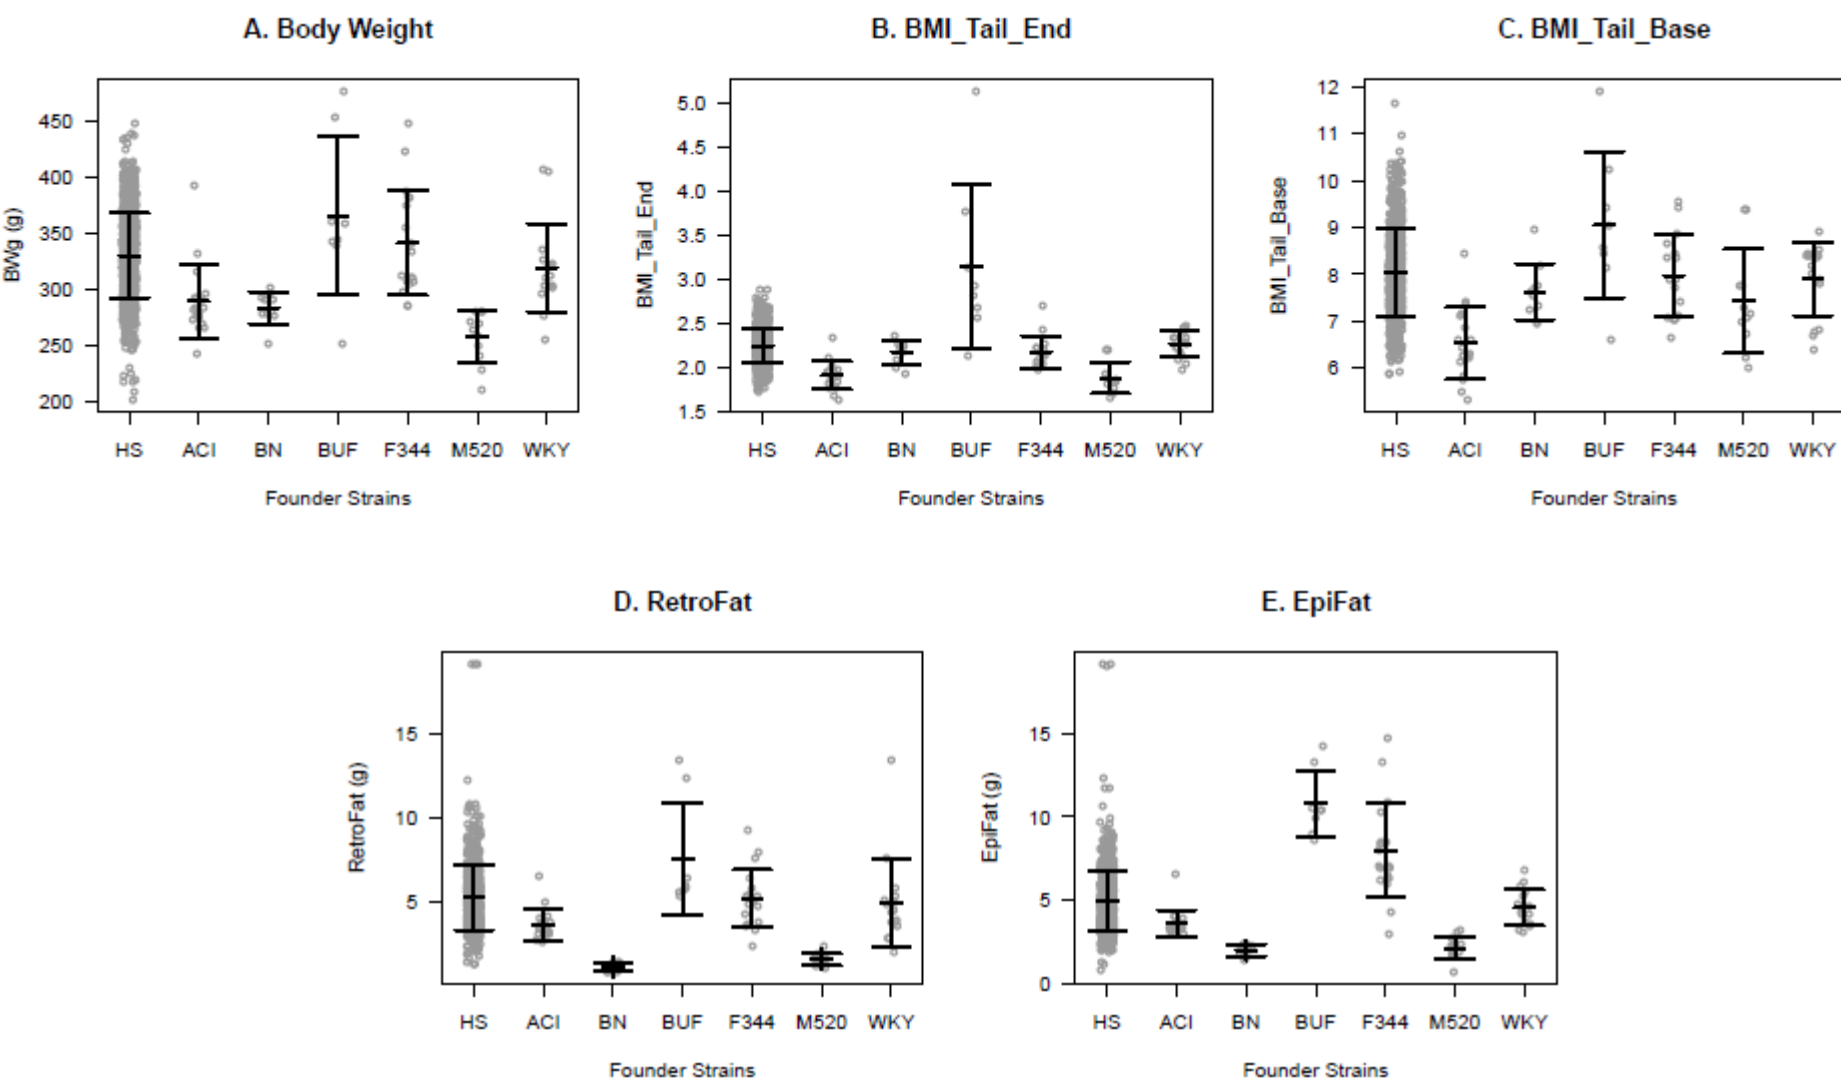 A. Body Weight
BWg (g)
450
400
350
300
250
200
HS ACI BN BUF F344 M520 WKY
Founder Strains
B. BMI_Tail_End
BMI_Tail_End
5.0
4.5
4.0
3.5
3.0
2.5
2.0
1.5
HS ACI BN BUF F344 M520 WKY
Founder Strains
C. BMI_Tail_Base
BMI_Tail_Base
12
11
10
9
8
7
6
HS ACI BN BUF F344 M520 WKY
Founder Strains
D. RetroFat
RetroFat (g)
15
10
5
HS ACI BN BUF F344 M520 WKY
Founder Strains
E. EpiFat
EpiFat (g)
15
10
5
0
HS ACI BN BUF F344 M520 WKY
Founder Strains